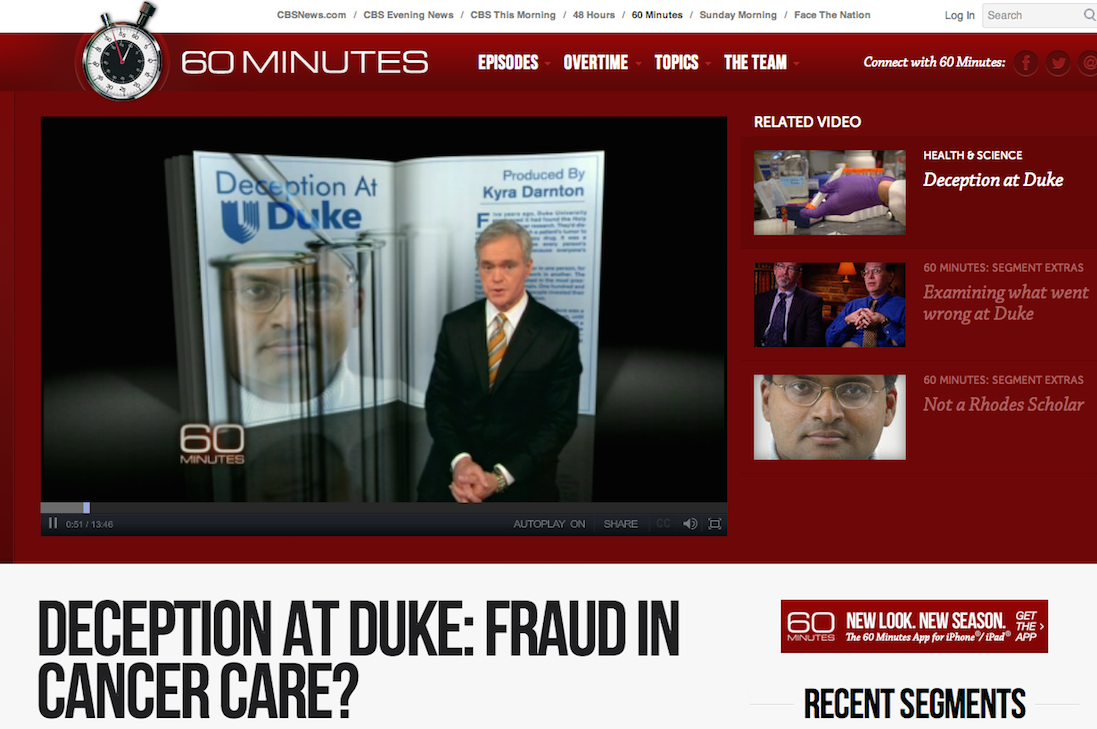 CBSNews.com / CBS Evening News / CBS This Morning / 48 Hours / 60 Minutes / Sunday Morning / Face The Nation
Log In
Search
60 MINUTES
EPISODES
OVERTIME
TOPICS
THE TEAM
Connect with 60 Minutes:
Deception At
Duke
Produced By
Kyra Darnton
60
MINUTES
0:51 / 13:46
AUTOPLAY ON
SHARE
CC
RELATED VIDEO
HEALTH & SCIENCE
Deception at Duke
60 MINUTES: SEGMENT EXTRAS
Examining what went
wrong at Duke
60 MINUTES: SEGMENT EXTRAS
Not a Rhodes Scholar
DECEPTION AT DUKE: FRAUD IN
CANCER CARE?
60
MINUTES
NEW LOOK. NEW SEASON.
The 60 Minutes App for iPhone®/ iPad®
GET
THE ›
APP
RECENT SEGMENTS